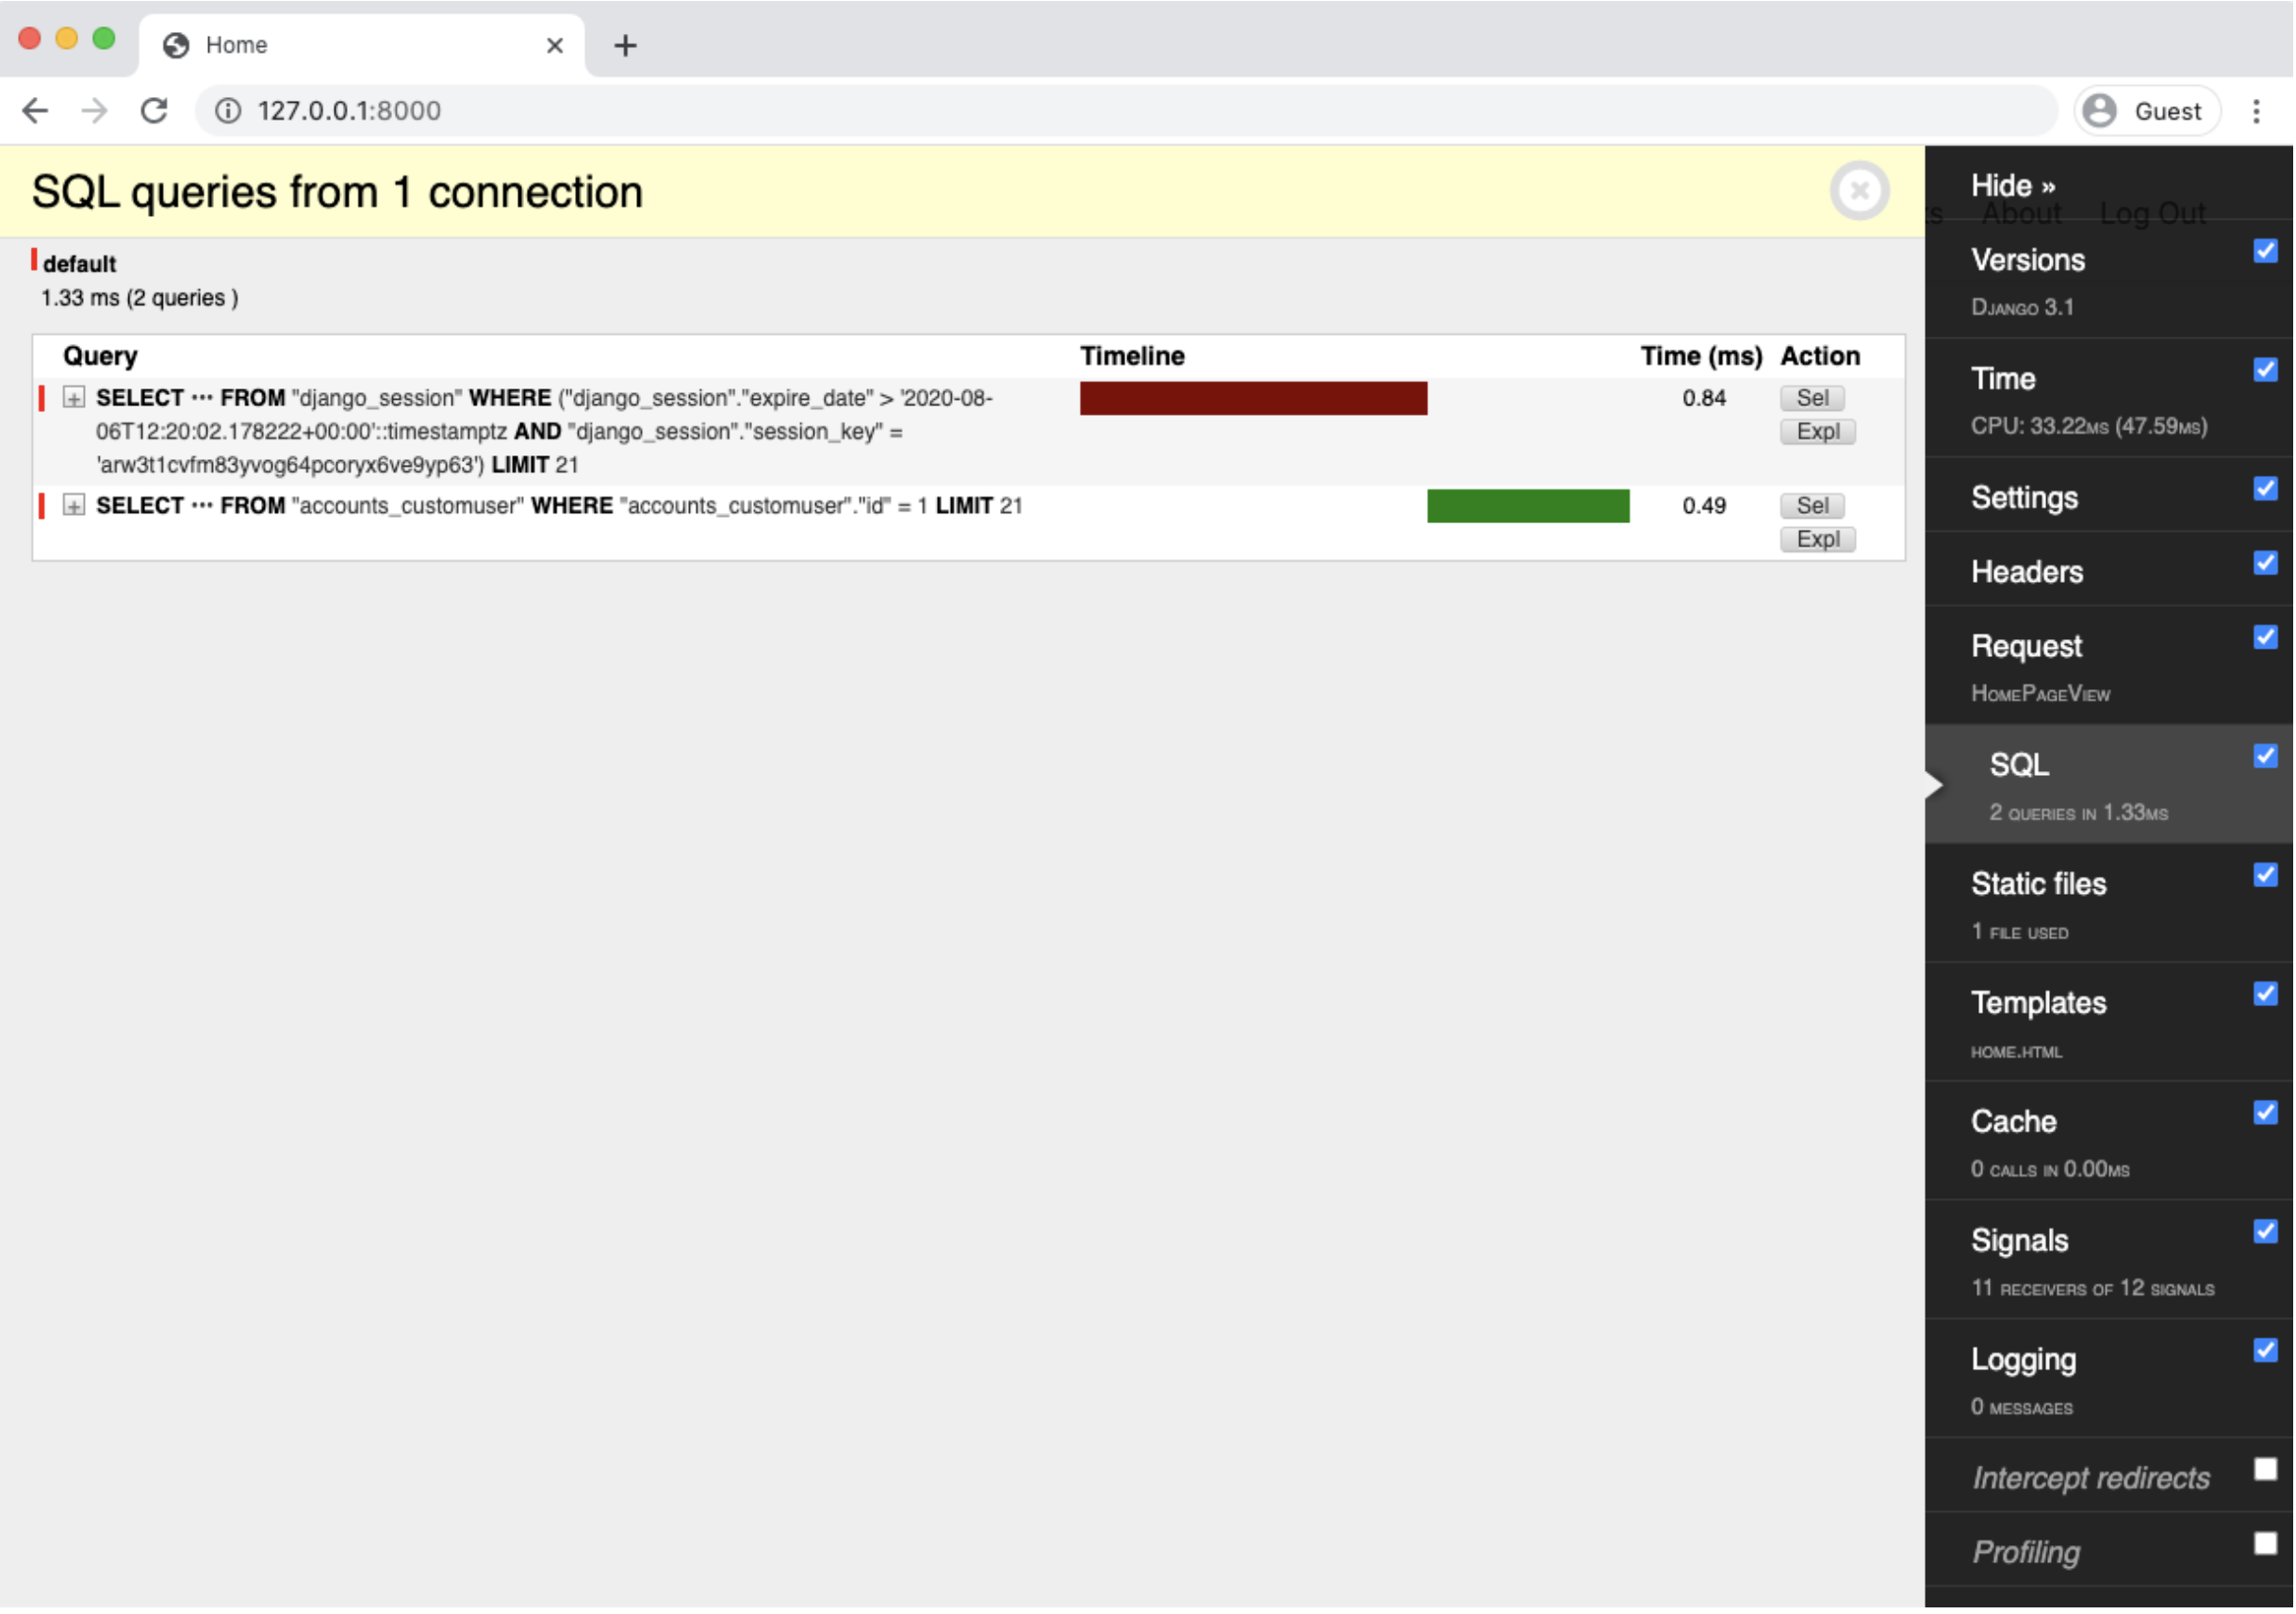 Home
127.0.0.1:8000
Guest
SQL queries from 1 connection
default
1.33 ms (2 queries )
Query Timeline Time (ms) Action
SELECT ••• FROM "django_session" WHERE ("django_session"."expire_date" > '2020-08- 0.84 Sel
06T12:20:02.178222+00:00'::timestamptz AND "django_session"."session_key" = Expl
'arw3t1cvfm83yvog64pcoryx6ve9yp63') LIMIT 21
SELECT ••• FROM "accounts_customuser" WHERE "accounts_customuser"."id" = 1 LIMIT 21 0.49 Sel
Expl
Hide »
s About Log Out
Versions
Django 3.1
Time
CPU: 33.22ms (47.59ms)
Settings
Headers
Request
HomePageView
SQL
2 queries in 1.33ms
Static files
1 file used
Templates
home.html
Cache
0 calls in 0.00ms
Signals
11 receivers of 12 signals
Logging
0 messages
Intercept redirects
Profiling